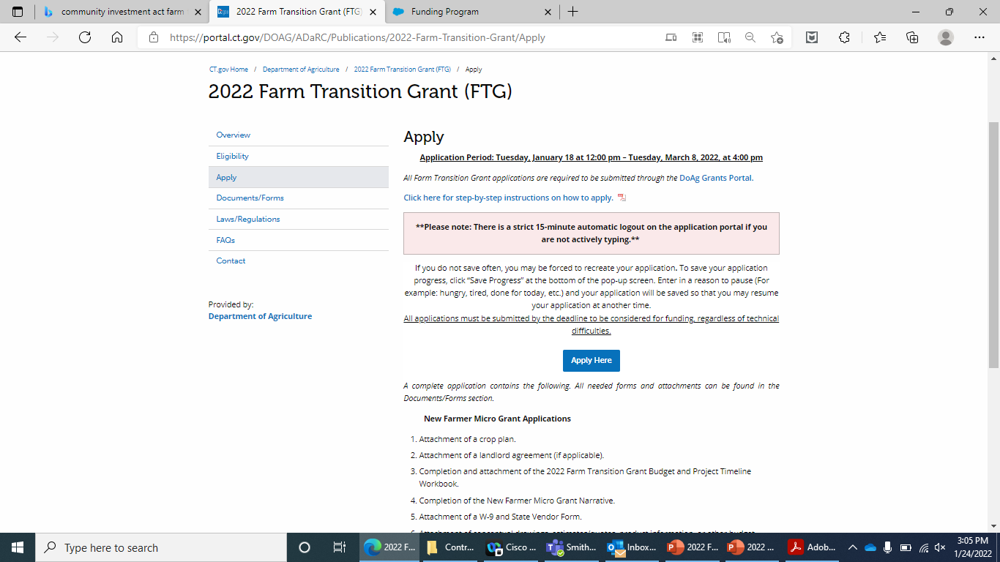 community investment act farm
2022 Farm Transition Grant (FTG)
Funding Program
https://portal.ct.gov/DOAG/ADaRC/Publications/2022-Farm-Transition-Grant/Apply
CT.gov Home / Department of Agriculture / 2022 Farm Transition Grant (FTG) / Apply
2022 Farm Transition Grant (FTG)
Overview
Eligibility
Apply
Documents/Forms
Laws/Regulations
FAQs
Contact
Provided by:
Department of Agriculture
Apply
Application Period: Tuesday, January 18 at 12:00 pm – Tuesday, March 8, 2022, at 4:00 pm
All Farm Transition Grant applications are required to be submitted through the DoAg Grants Portal.
Click here for step-by-step instructions on how to apply.
**Please note: There is a strict 15-minute automatic logout on the application portal if you
are not actively typing.**
If you do not save often, you may be forced to recreate your application. To save your application
progress, click “Save Progress” at the bottom of the pop-up screen. Enter in a reason to pause (For
example: hungry, tired, done for today, etc.) and your application will be saved so that you may resume
your application at another time.
All applications must be submitted by the deadline to be considered for funding, regardless of technical
difficulties.
Apply Here
A complete application contains the following. All needed forms and attachments can be found in the
Documents/Forms section.
New Farmer Micro Grant Applications
1. Attachment of a crop plan.
2. Attachment of a landlord agreement (if applicable).
3. Completion and attachment of the 2022 Farm Transition Grant Budget and Project Timeline
Workbook.
4. Completion of the New Farmer Micro Grant Narrative.
5. Attachment of a W-9 and State Vendor Form.
Type here to search
2022 F...
Contr...
Cisco ...
Smith...
Inbox...
2022 F...
2022 ...
Adob...
3:05 PM
1/24/2022